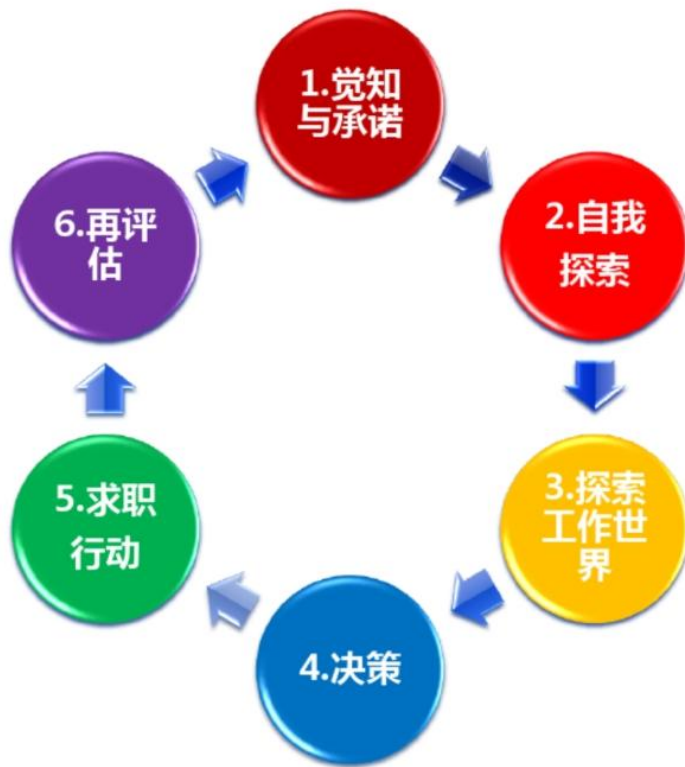 1.觉知
与承诺
2.自我
探索
3.探索
工作世
界
4.决策
5.求职
行动
6.再评
估